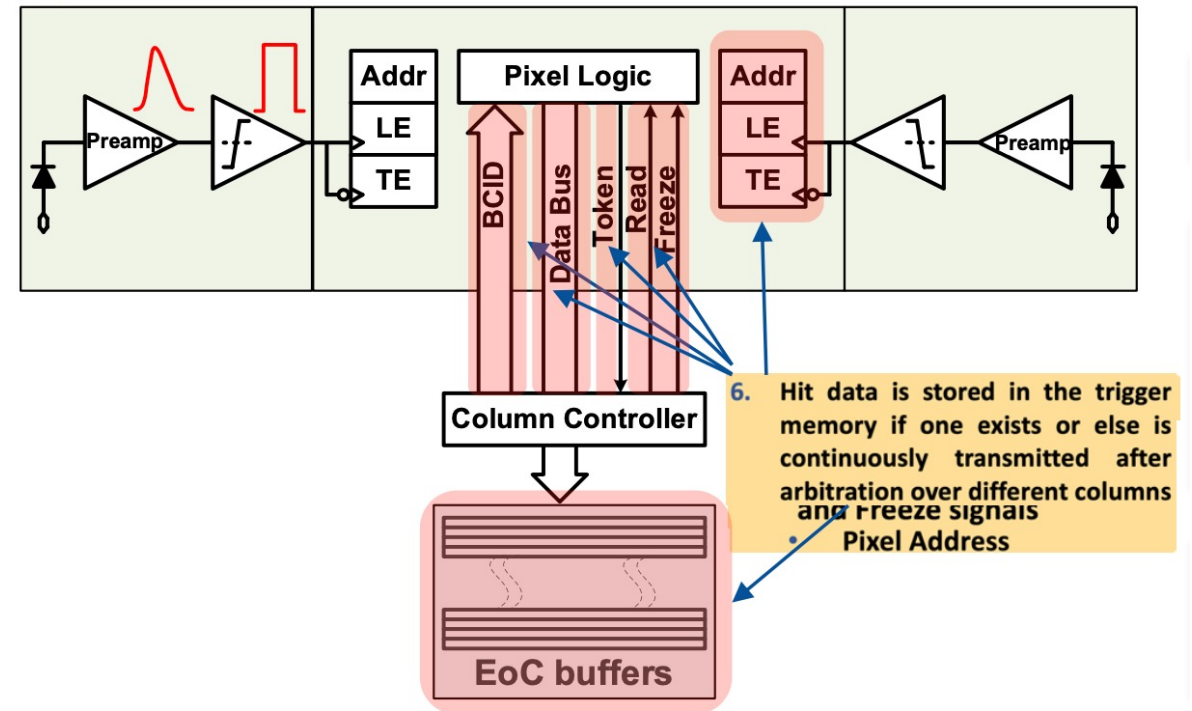 Preamp
Addr
LE
TE
Pixel Logic
BCID
Data Bus
Token
Read
Freeze
Addr
LE
TE
Preamp
Column Controller
6. Hit data is stored in the trigger
memory if one exists or else is
continuously transmitted after
arbitration over different columns
and Freeze signals
• Pixel Address
EoC buffers